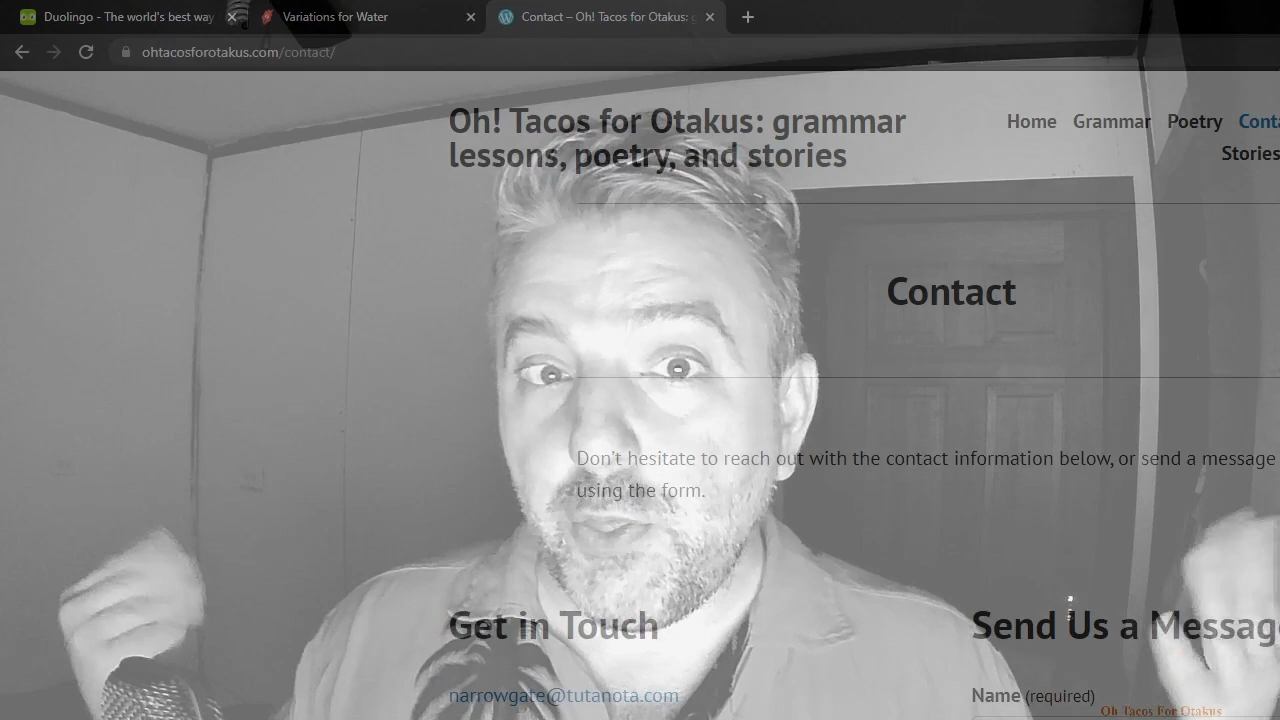 Duolingo - The world's best way
Variations for Water
Contact – Oh! Tacos for Otakus: g
ohtacosforotakus.com/contact/
Oh! Tacos for Otakus: grammar
lessons, poetry, and stories
Home Grammar Poetry Conta
Stories
Contact
Don't hesitate to reach out with the contact information below, or send a message
using the form.
Get in Touch
Send Us a Messag
narrowgate@tutanota.com
Name (required)
Oh Tacos For Otakus